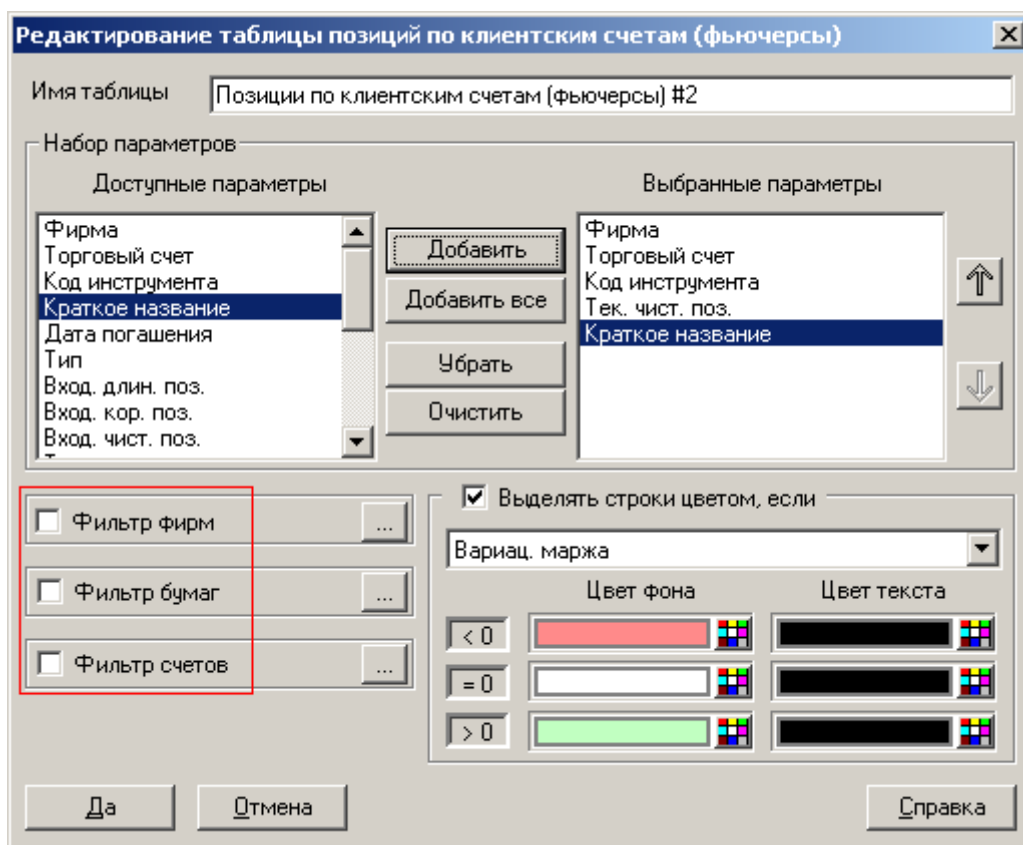 Редактирование таблицы позиций по клиентским счетам (фьючерсы)
Имя таблицы
Позиции по клиентским счетам (фьючерсы) #2
Набор параметров
Доступные параметры
Выбранные параметры
Фирма
Торговый счет
Код инструмента
Краткое название
Дата погашения
Тип
Вход. длин. поз.
Вход. кор. поз.
Вход. чист. поз.
Добавить
Добавить все
Убрать
Очистить
Фирма
Торговый счет
Код инструмента
Тек. чист. поз.
Краткое название
Фильтр фирм
...
Фильтр бумаг
...
Фильтр счетов
...
Выделять строки цветом, если
Вариац. маржа
Цвет фона
Цвет текста
< 0
= 0
> 0
Да
Отмена
Справка